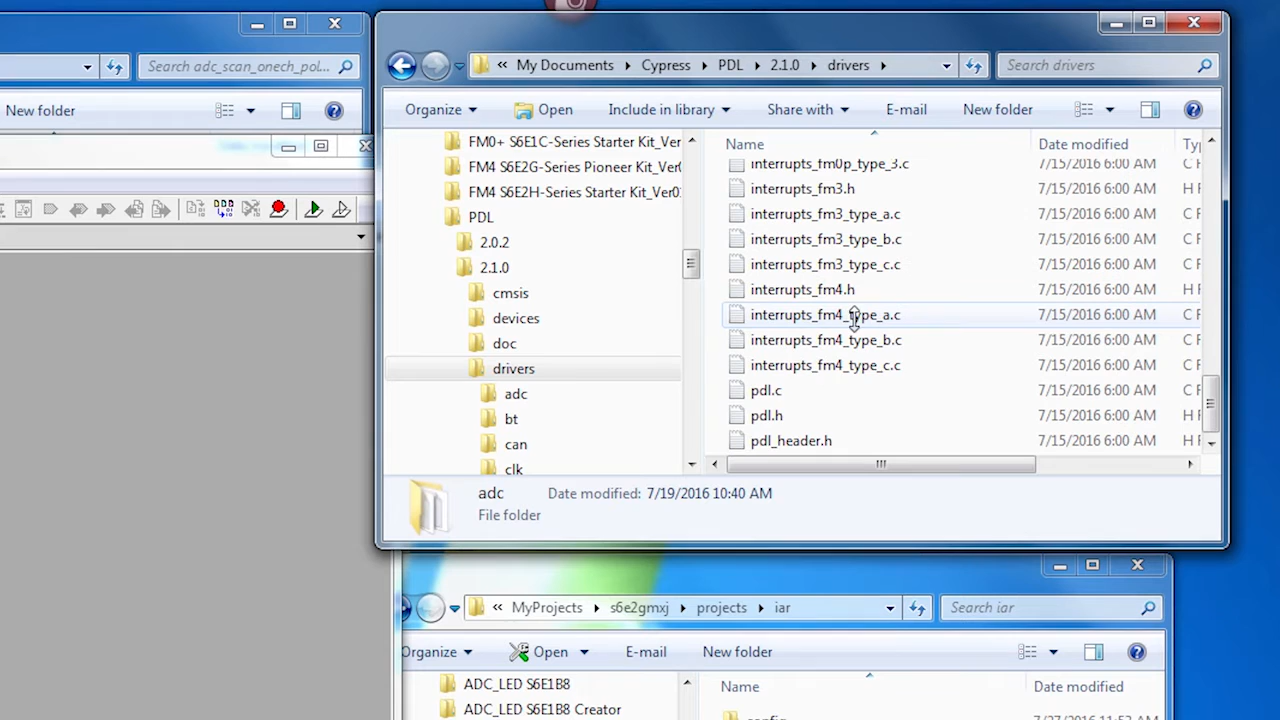 Search adc_scan_onech_pol...
New folder
« My Documents Cypress PDL 2.1.0 drivers
Search drivers
Organize Open Include in library Share with E-mail New folder
FM0+ S6E1C-Series Starter Kit_Ver
FM4 S6E2G-Series Pioneer Kit_Ver0
FM4 S6E2H-Series Starter Kit_Ver0
PDL
2.0.2
2.1.0
cmsis
devices
doc
drivers
adc
bt
can
clk
Name Date modified Ty
interrupts_fm0p_type_3.c 7/15/2016 6:00 AM C F
interrupts_fm3.h 7/15/2016 6:00 AM H F
interrupts_fm3_type_a.c 7/15/2016 6:00 AM C F
interrupts_fm3_type_b.c 7/15/2016 6:00 AM C F
interrupts_fm3_type_c.c 7/15/2016 6:00 AM C F
interrupts_fm4.h 7/15/2016 6:00 AM H F
interrupts_fm4_type_a.c 7/15/2016 6:00 AM C F
interrupts_fm4_type_b.c 7/15/2016 6:00 AM C F
interrupts_fm4_type_c.c 7/15/2016 6:00 AM C F
pdl.c 7/15/2016 6:00 AM C F
pdl.h 7/15/2016 6:00 AM H F
pdl_header.h 7/15/2016 6:00 AM H F
adc Date modified: 7/19/2016 10:40 AM
File folder
« MyProjects s6e2gmxj projects iar
Search iar
Organize Open E-mail New folder
ADC_LED S6E1B8
ADC_LED S6E1B8 Creator
Name Date modified